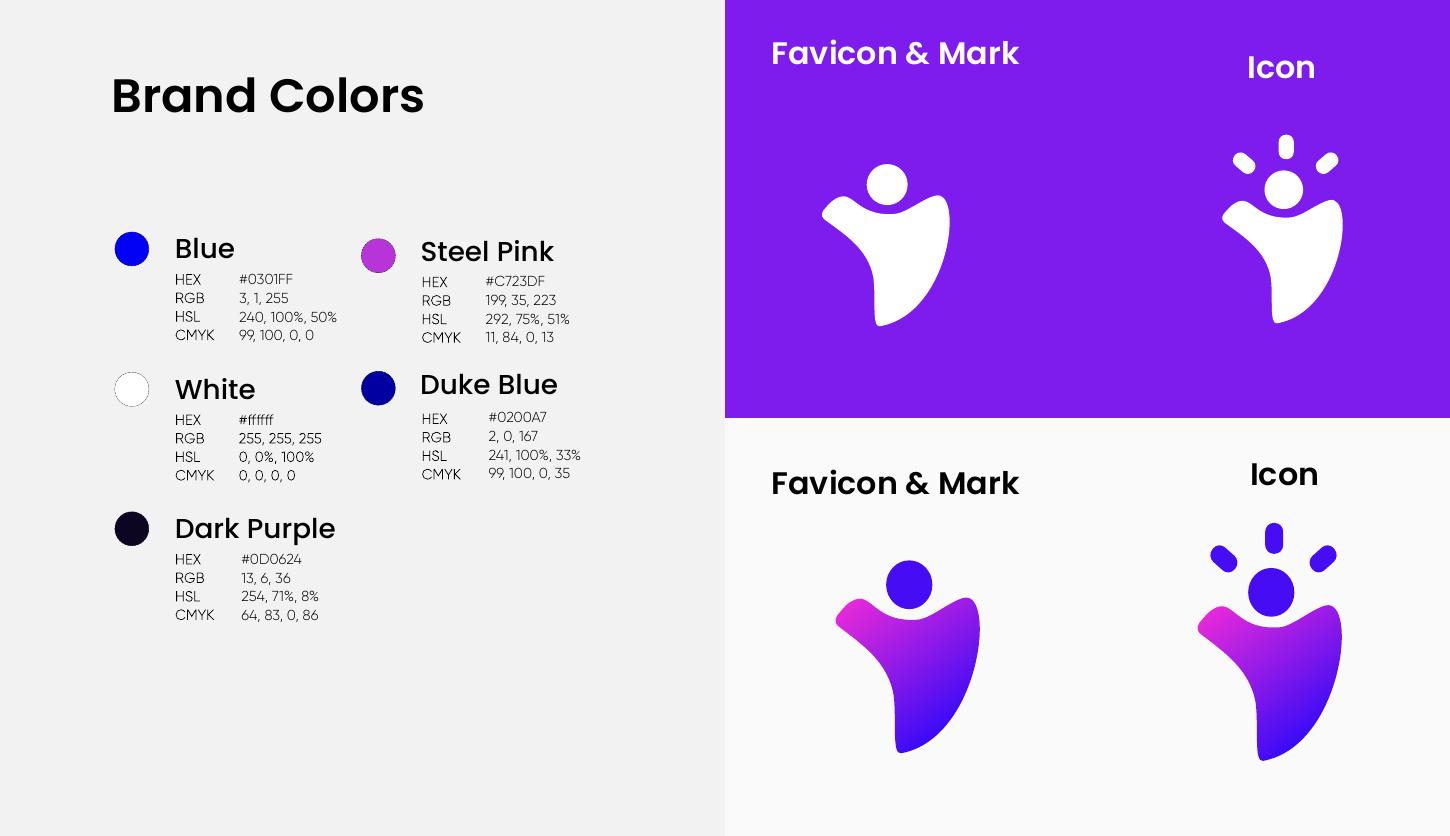 Brand Colors
Blue
HEX #0301FF
RGB 3, 1, 255
HSL 240, 100%, 50%
CMYK 99, 100, 0, 0
Steel Pink
HEX #C723DF
RGB 199, 35, 223
HSL 292, 75%, 51%
CMYK 11, 84, 0, 13
White
HEX #ffffff
RGB 255, 255, 255
HSL 0, 0%, 100%
CMYK 0, 0, 0, 0
Duke Blue
HEX #0200A7
RGB 2, 0, 167
HSL 241, 100%, 33%
CMYK 99, 100, 0, 35
Dark Purple
HEX #0D0624
RGB 13, 6, 36
HSL 254, 71%, 8%
CMYK 64, 83, 0, 86
Favicon & Mark
Icon
Favicon & Mark
Icon